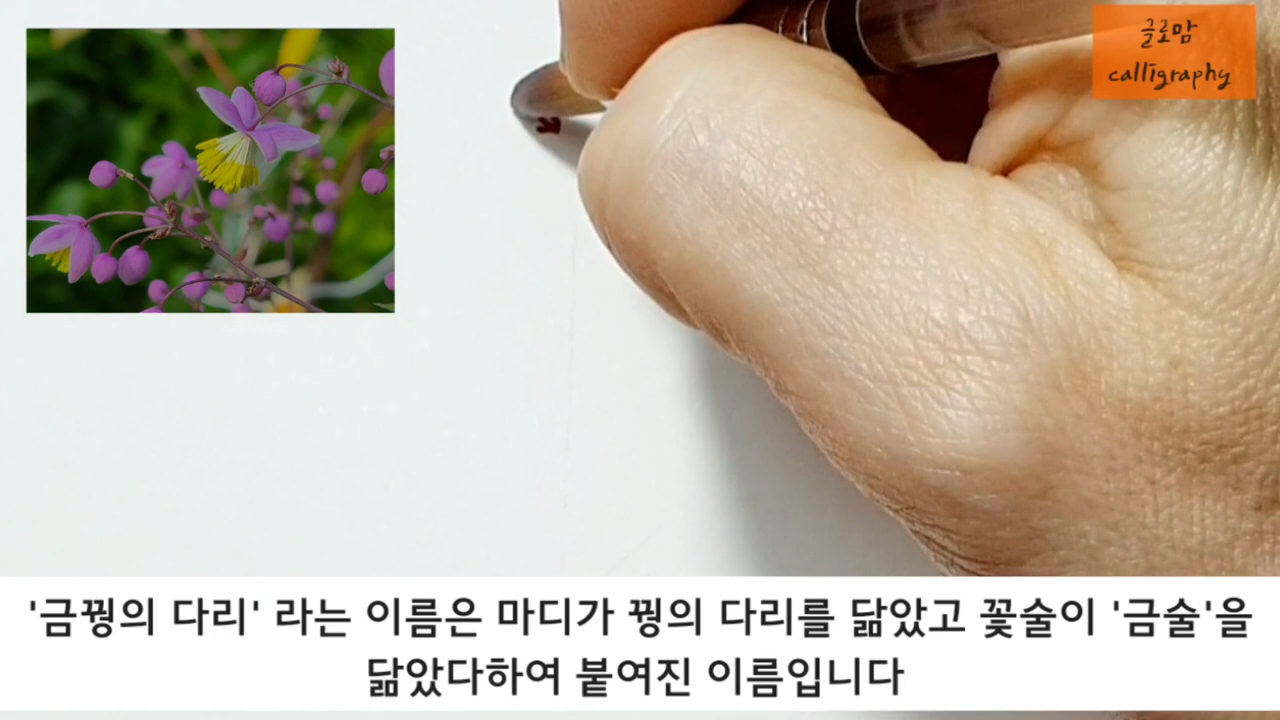 글로맘
calligraphy
'금꿩의 다리' 라는 이름은 마디가 꿩의 다리를 닮았고 꽃술이 '금술'을
닮았다하여 붙여진 이름입니다